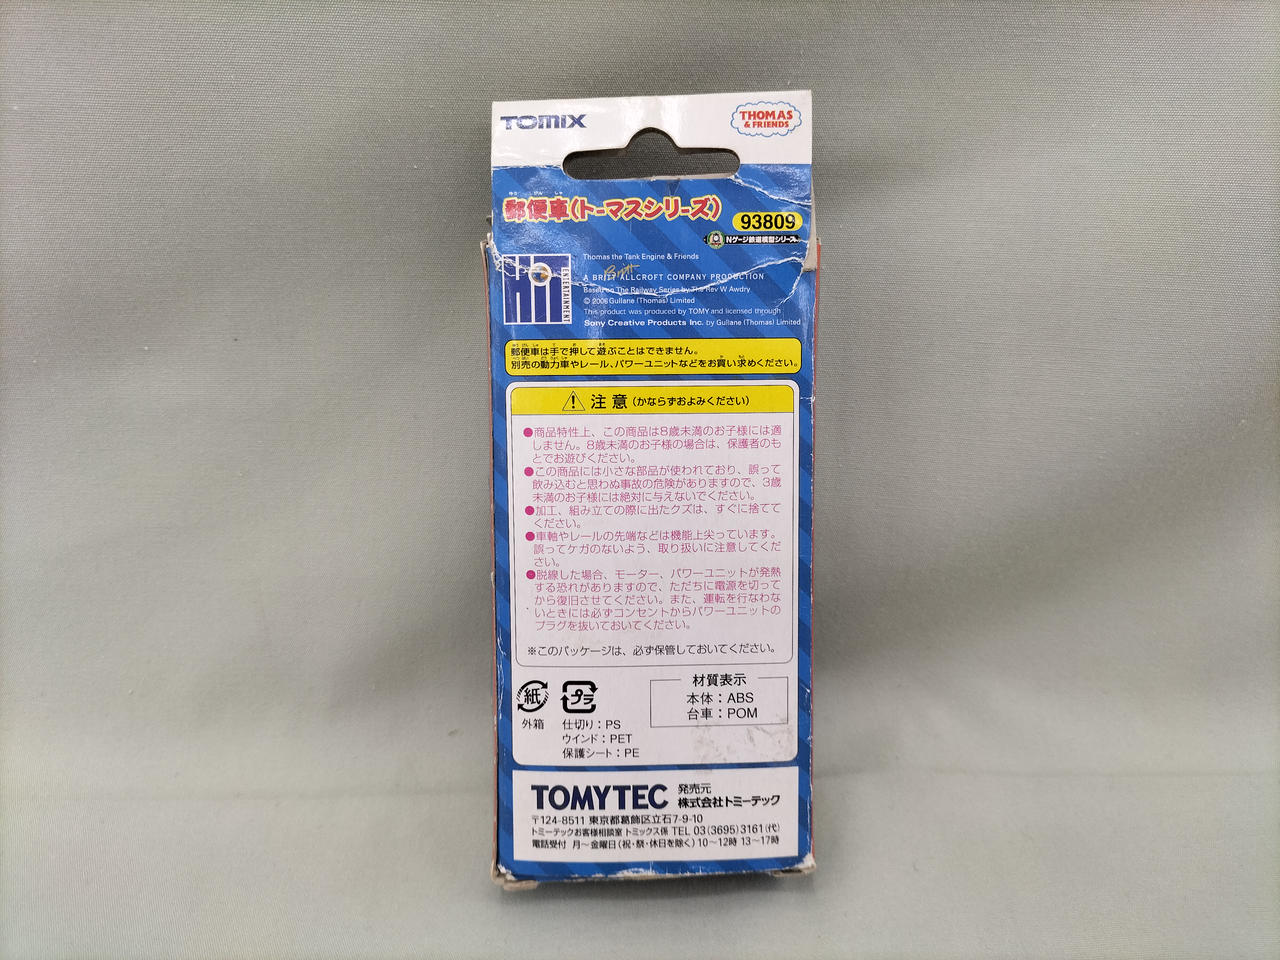 TOMIX
THOMAS
& FRIENDS
ゆう びん しゃ
郵便車(トーマスシリーズ)
93809
Nゲージ鉄道模型シリーズ
ENTERTAINMENT
Thomas the Tank Engine & Friends
A BRITT ALLCROFT COMPANY PRODUCTION
Based on The Railway Series by The Rev W Awdry
© 2006 Gullane (Thomas) Limited
This product was produced by TOMY and licensed through
Sony Creative Products Inc. by Gullane (Thomas) Limited
郵便車は手で押して遊ぶことはできません。
別売の動力車やレール、パワーユニットなどをお買い求めください。
注意(かならずおよみください)
●商品特性上、この商品は8歳未満のお子様には適
しません。8歳未満のお子様の場合は、保護者のも
とでお遊びください。
●この商品には小さな部品が使われており、誤って
飲み込むと思わぬ事故の危険がありますので、3歳
未満のお子様には絶対に与えないでください。
●加工、組み立ての際に出たクズは、すぐに捨てて
ください。
●車軸やレールの先端などは機能上尖っています。
誤ってケガのないよう、取り扱いに注意してくだ
さい。
●脱線した場合、モーター、パワーユニットが発熱
する恐れがありますので、ただちに電源を切って
から復旧させてください。また、運転を行なわな
いときには必ずコンセントからパワーユニットの
プラグを抜いておいてください。
※このパッケージは、必ず保管しておいてください。
紙
外箱
プラ
仕切り：PS
ウインド：PET
保護シート：PE
材質表示
本体：ABS
台車：POM
TOMYTEC
発売元
株式会社トミーテック
〒124-8511 東京都葛飾区立石7-9-10
トミーテックお客様相談室 トミックス係 TEL 03(3695)3161(代)
電話受付 月～金曜日(祝・祭・休日を除く)10～12時 13～17時